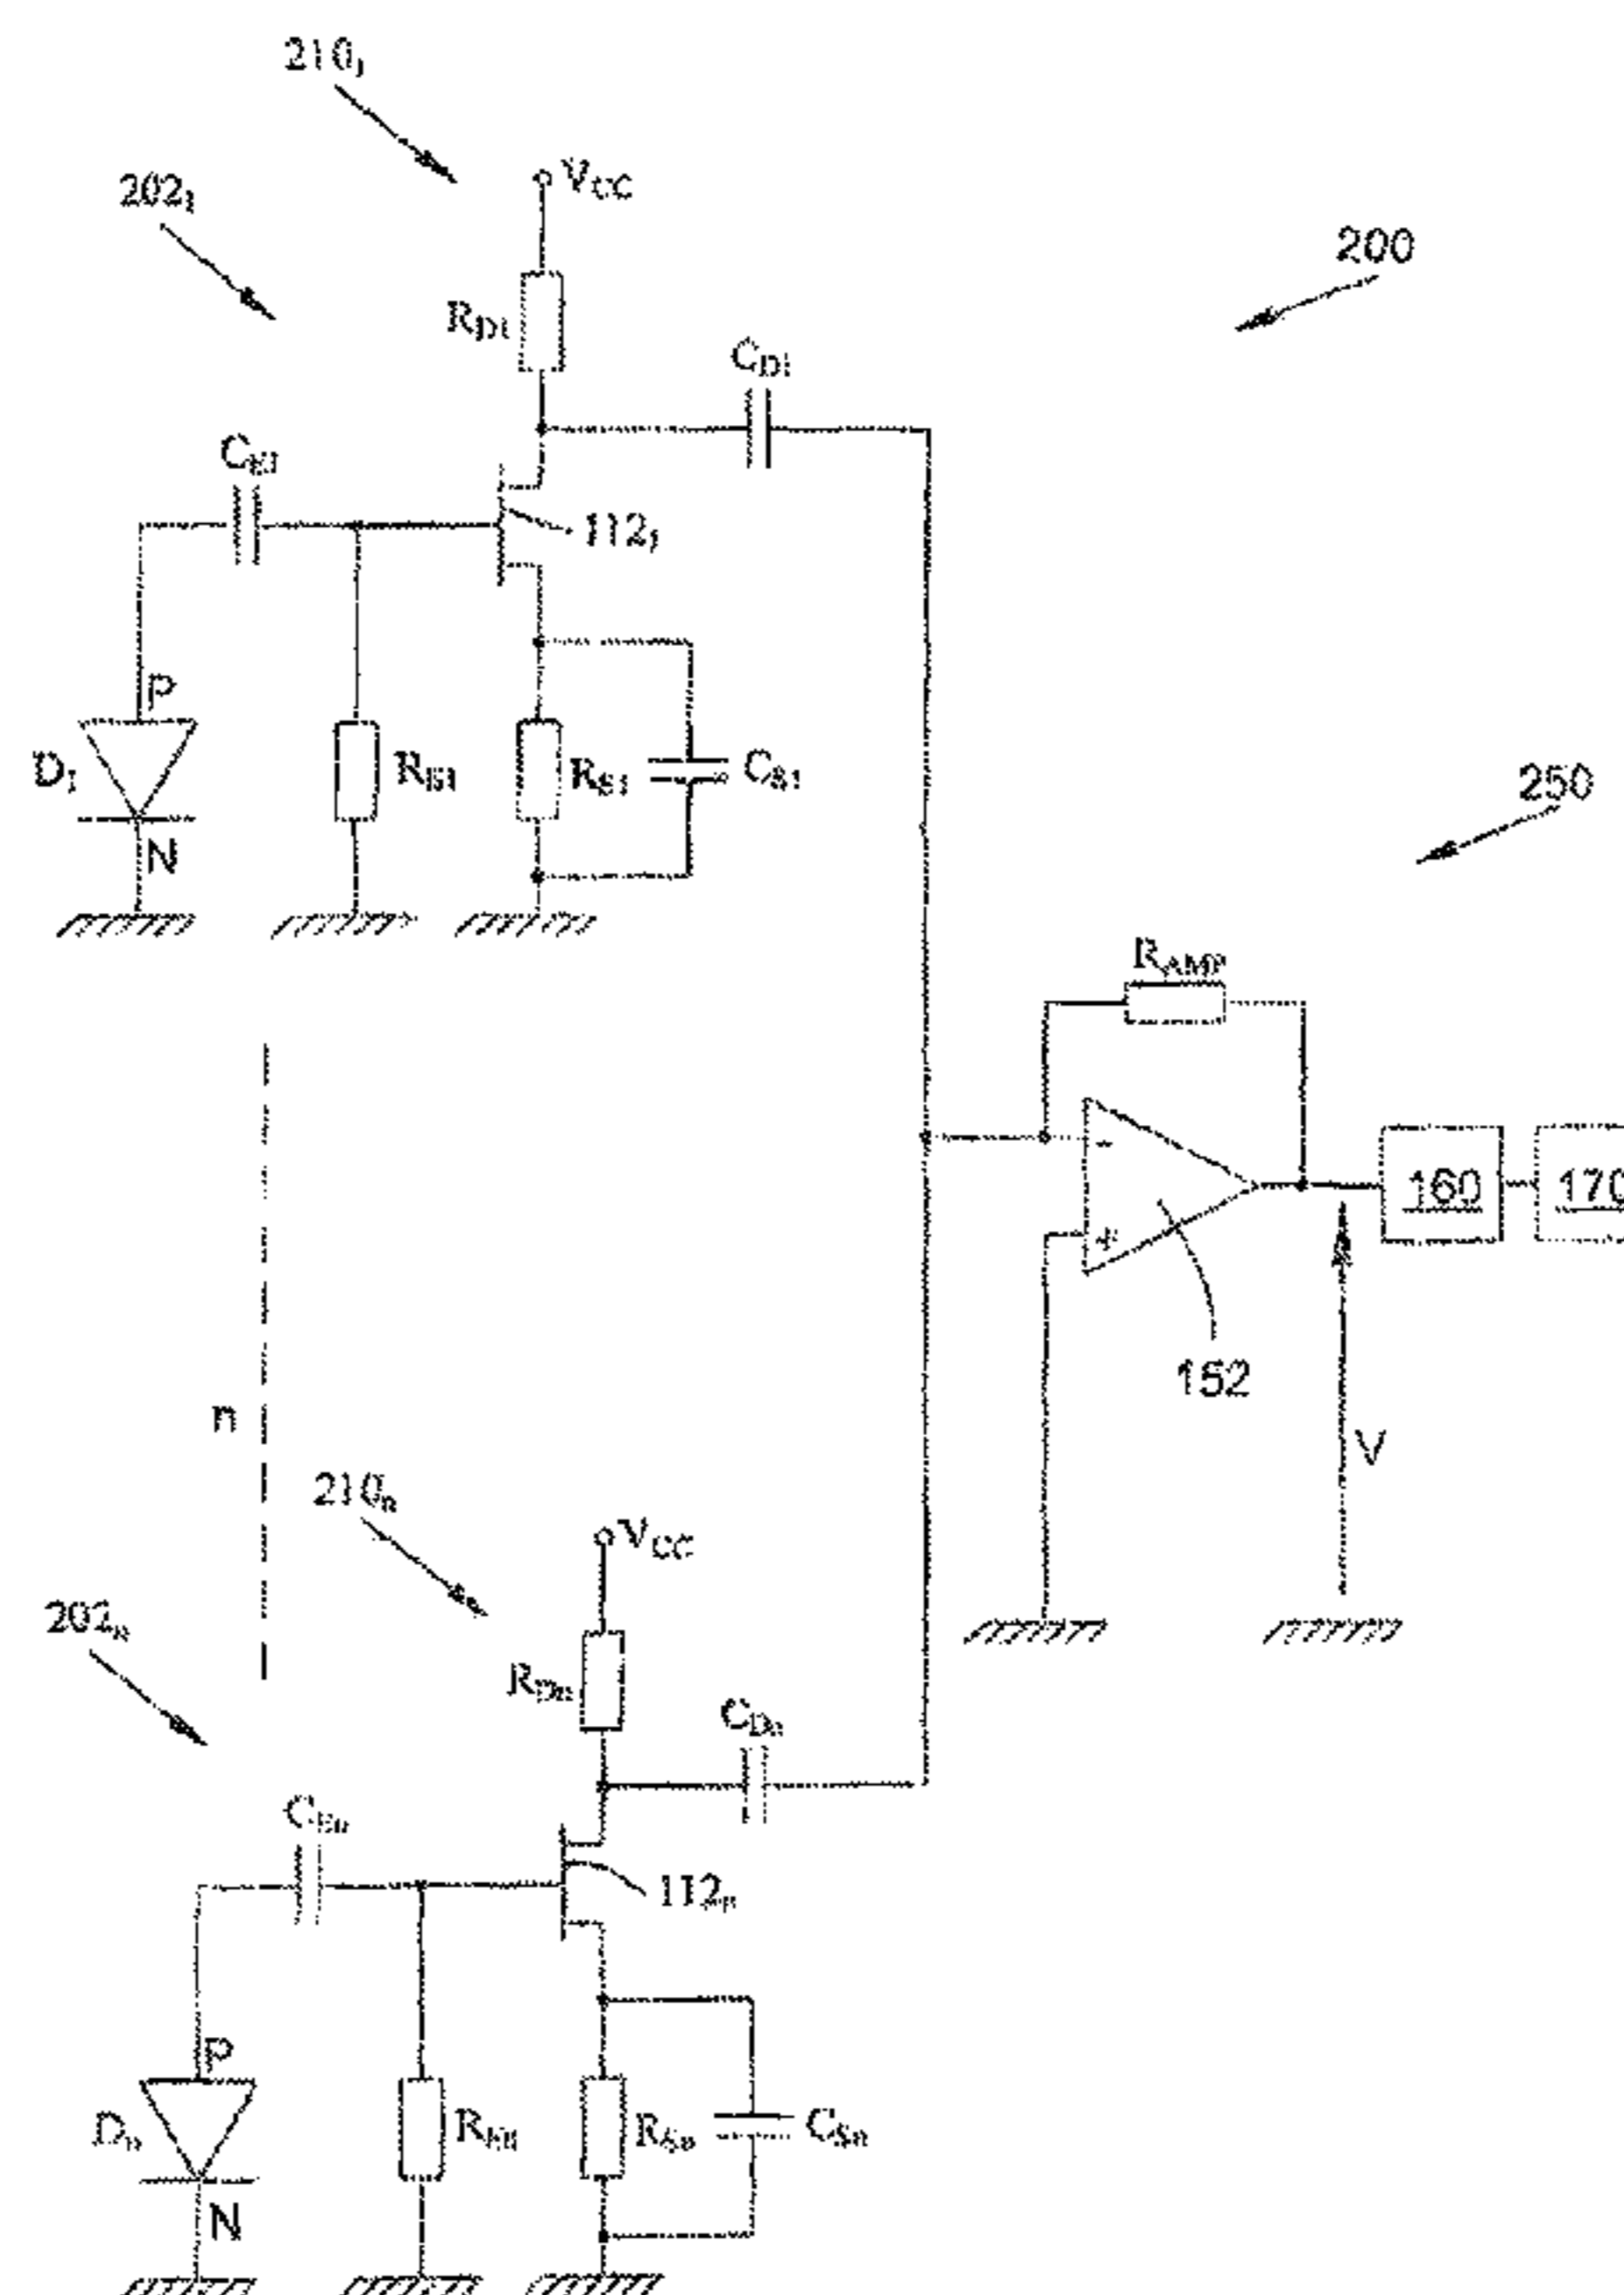 210₁
V_CC
202₁
200
R_D1
C_D1
C_E1
112₁
P
D₁
R_E1
R_S1
C_S1
N
250
R_AMP
-
+
160
170
152
V
n
210ₙ
V_CC
202ₙ
R_Dn
C_Dn
C_En
112ₙ
P
Dₙ
R_En
R_Sn
C_Sn
N